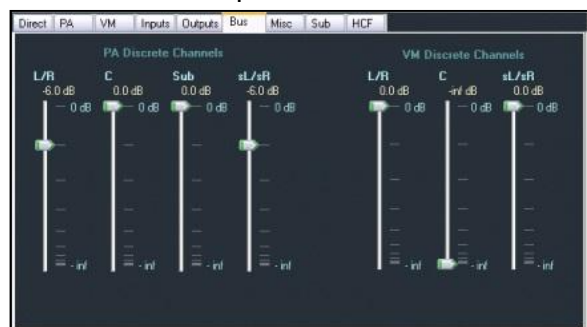 Direct PA VM Inputs Outputs Bus Misc Sub HCF
PA Discrete Channels VM Discrete Channels
L/R C Sub sL/sR L/R C sL/sR
-6.0 dB 0.0 dB 0.0 dB -6.0 dB 0.0 dB -inf dB 0.0 dB
0 dB 0 dB 0 dB 0 dB 0 dB 0 dB 0 dB
- inf - inf - inf - inf - inf - inf - inf